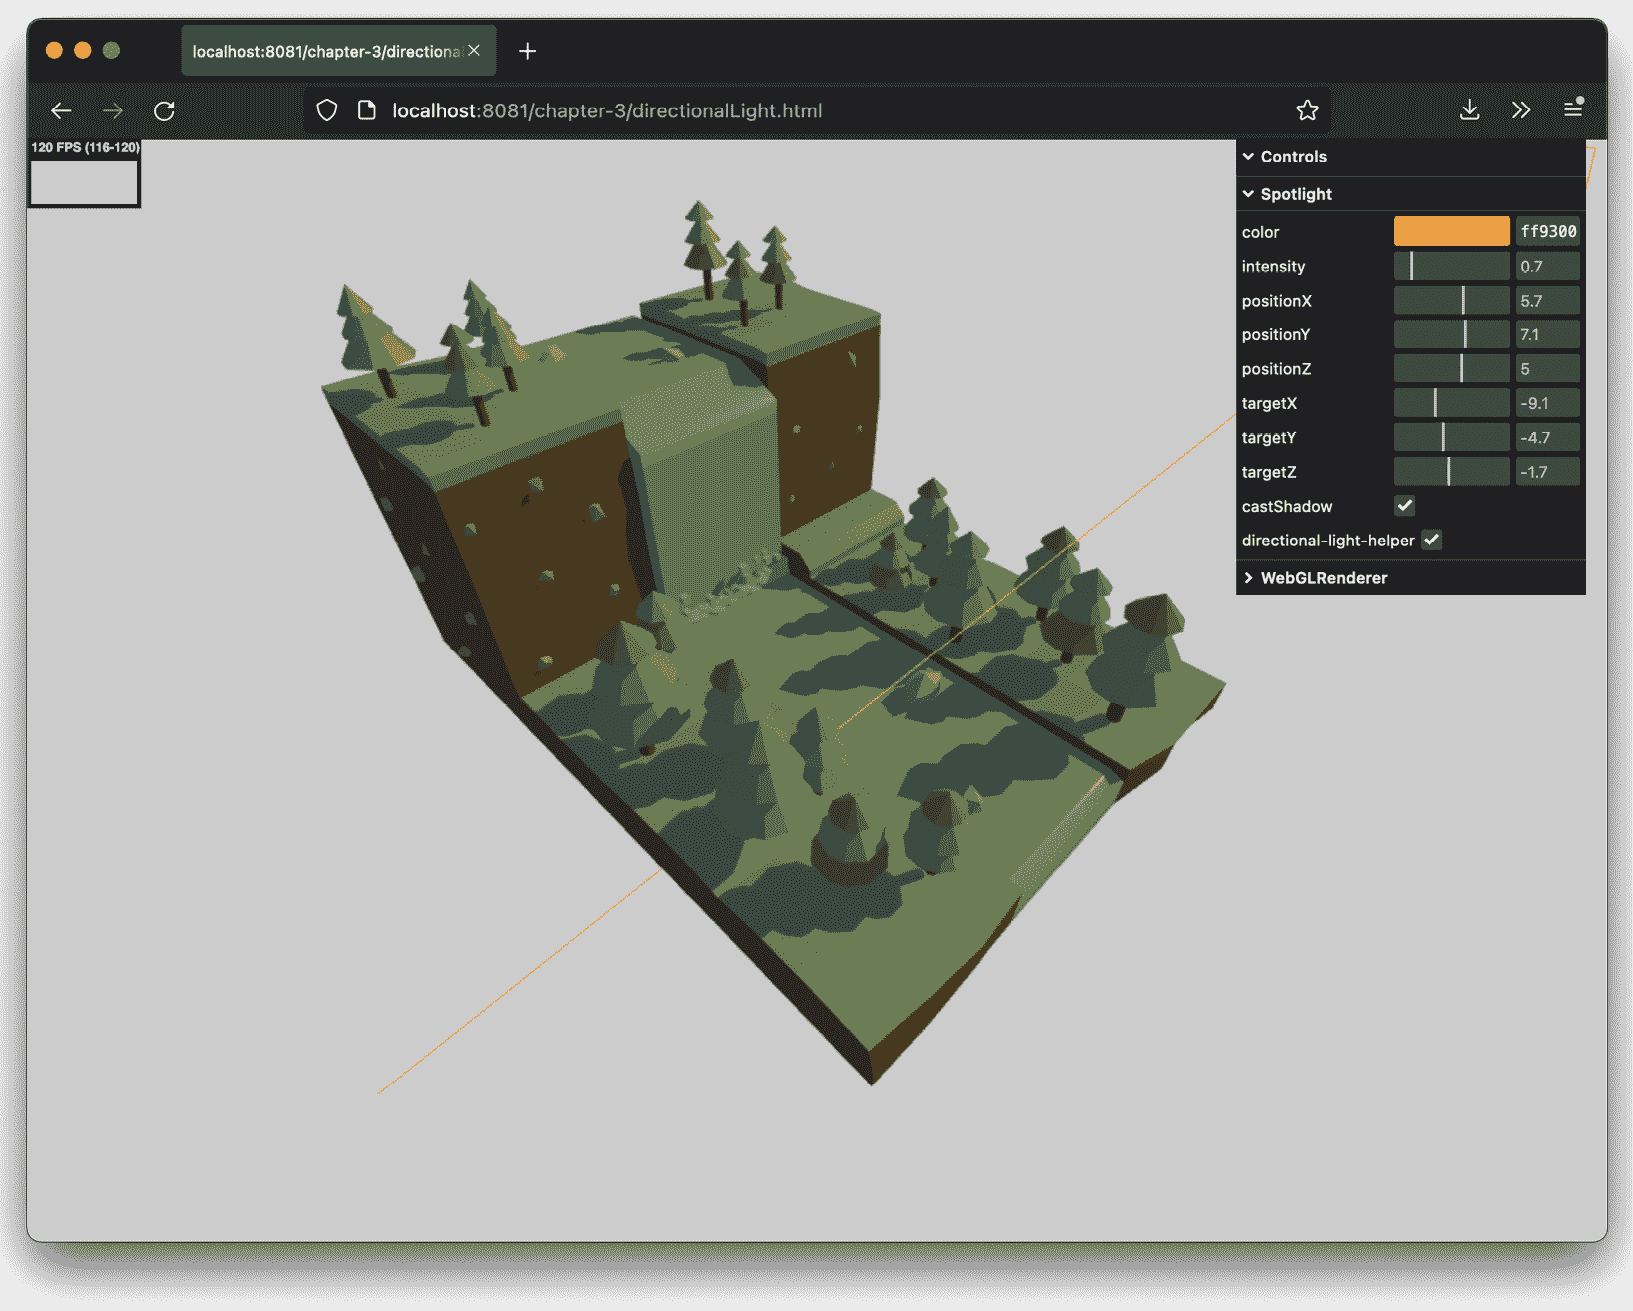 localhost:8081/chapter-3/directiona
localhost:8081/chapter-3/directionalLight.html
120 FPS (116-120)
Controls
Spotlight
color ff9300
intensity 0.7
positionX 5.7
positionY 7.1
positionZ 5
targetX -9.1
targetY -4.7
targetZ -1.7
castShadow
directional-light-helper
WebGLRenderer